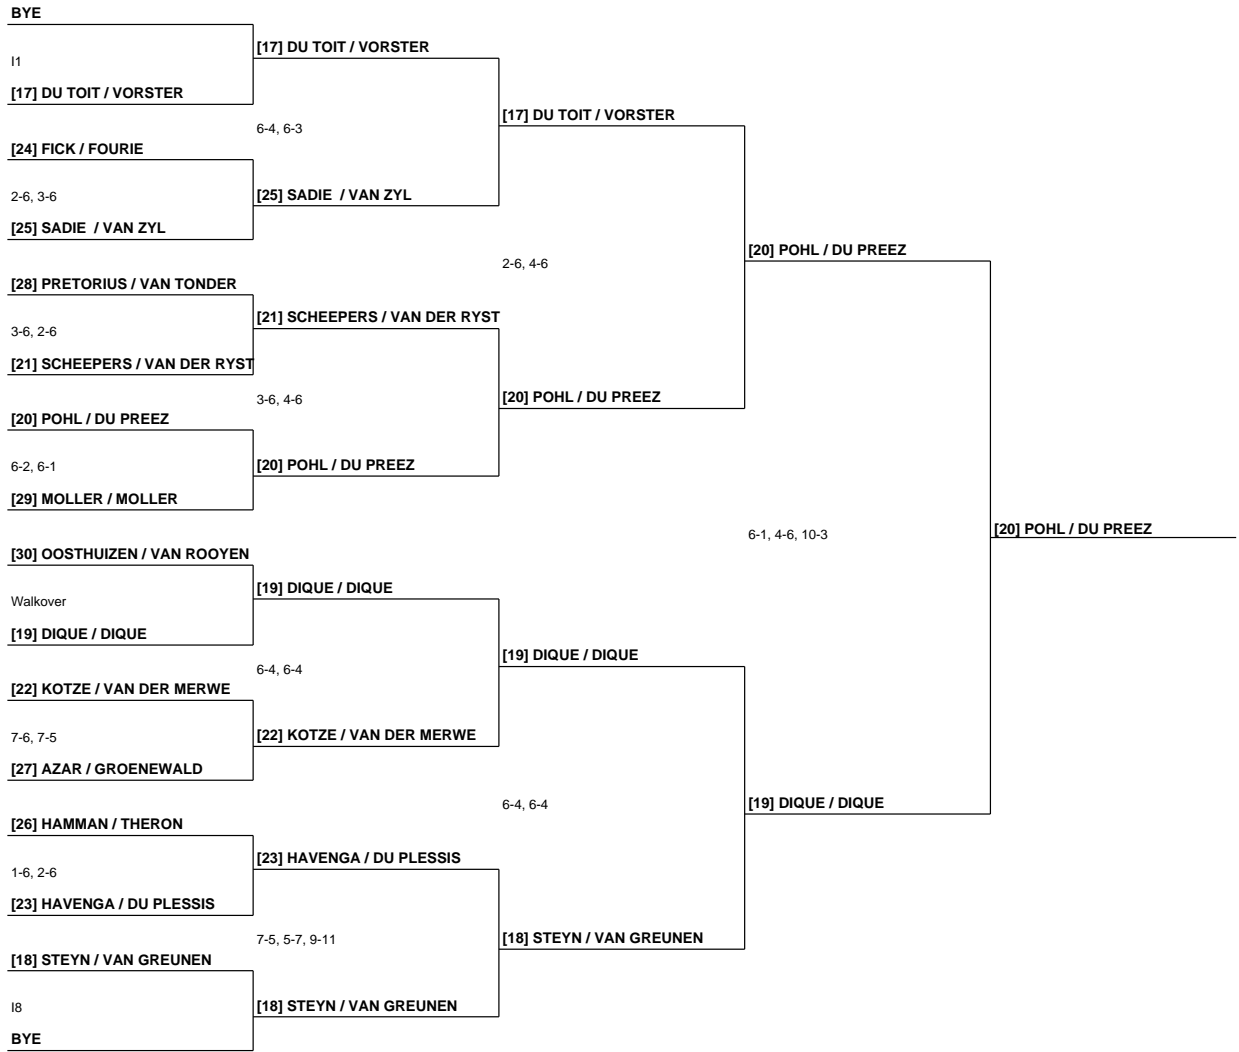 BYE
I1
[17] DU TOIT / VORSTER
[24] FICK / FOURIE
2-6, 3-6
[25] SADIE  / VAN ZYL
[28] PRETORIUS / VAN TONDER
3-6, 2-6
[21] SCHEEPERS / VAN DER RYST
[20] POHL / DU PREEZ
6-2, 6-1
[29] MOLLER / MOLLER
[30] OOSTHUIZEN / VAN ROOYEN
Walkover
[19] DIQUE / DIQUE
[22] KOTZE / VAN DER MERWE
7-6, 7-5
[27] AZAR / GROENEWALD
[26] HAMMAN / THERON
1-6, 2-6
[23] HAVENGA / DU PLESSIS
[18] STEYN / VAN GREUNEN
I8
BYE
[17] DU TOIT / VORSTER
6-4, 6-3
[25] SADIE  / VAN ZYL
[21] SCHEEPERS / VAN DER RYST
3-6, 4-6
[20] POHL / DU PREEZ
[19] DIQUE / DIQUE
6-4, 6-4
[22] KOTZE / VAN DER MERWE
[23] HAVENGA / DU PLESSIS
7-5, 5-7, 9-11
[18] STEYN / VAN GREUNEN
[17] DU TOIT / VORSTER
2-6, 4-6
[20] POHL / DU PREEZ
[19] DIQUE / DIQUE
6-4, 6-4
[18] STEYN / VAN GREUNEN
[20] POHL / DU PREEZ
6-1, 4-6, 10-3
[19] DIQUE / DIQUE
[20] POHL / DU PREEZ